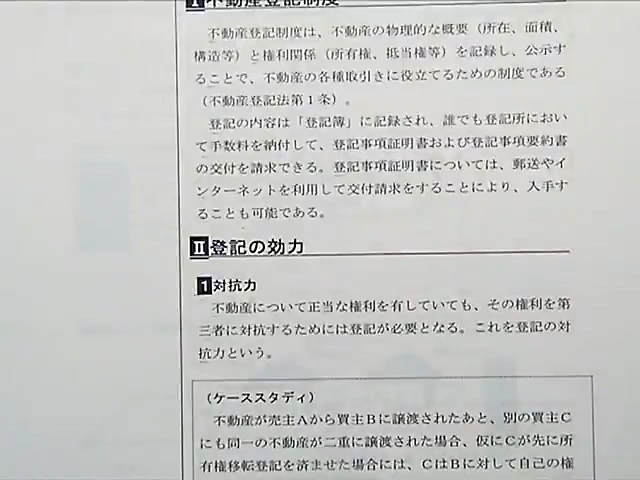 Ⅰ不動産登記制度
不動産登記制度は、不動産の物理的な概要（所在、面積、
構造等）と権利関係（所有権、抵当権等）を記録し、公示す
ることで、不動産の各種取引きに役立てるための制度である
（不動産登記法第1条）。
登記の内容は「登記簿」に記録され、誰でも登記所におい
て手数料を納付して、登記事項証明書および登記事項要約書
の交付を請求できる。登記事項証明書については、郵送やイ
ンターネットを利用して交付請求をすることにより、入手す
ることも可能である。
Ⅱ登記の効力
1対抗力
不動産について正当な権利を有していても、その権利を第
三者に対抗するためには登記が必要となる。これを登記の対
抗力という。
（ケーススタディ）
不動産が売主Aから買主Bに譲渡されたあと、別の買主C
にも同一の不動産が二重に譲渡された場合、仮にCが先に所
有権移転登記を済ませた場合には、CはBに対して自己の権